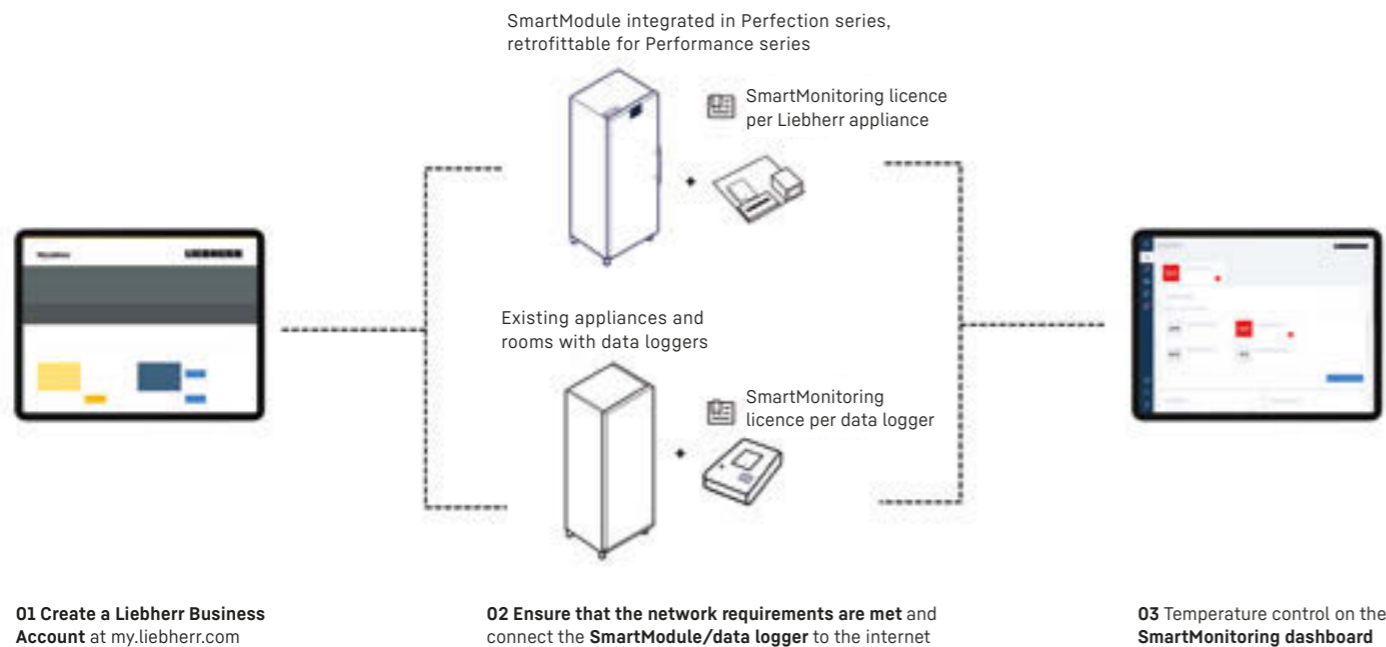 SmartModule integrated in Perfection series,
retrofittable for Performance series
SmartMonitoring licence
per Liebherr appliance
Existing appliances and
rooms with data loggers
SmartMonitoring
licence per data logger
LIEBHERR
01 Create a Liebherr Business
Account at my.liebherr.com
02 Ensure that the network requirements are met and
connect the SmartModule/data logger to the internet
03 Temperature control on the
SmartMonitoring dashboard